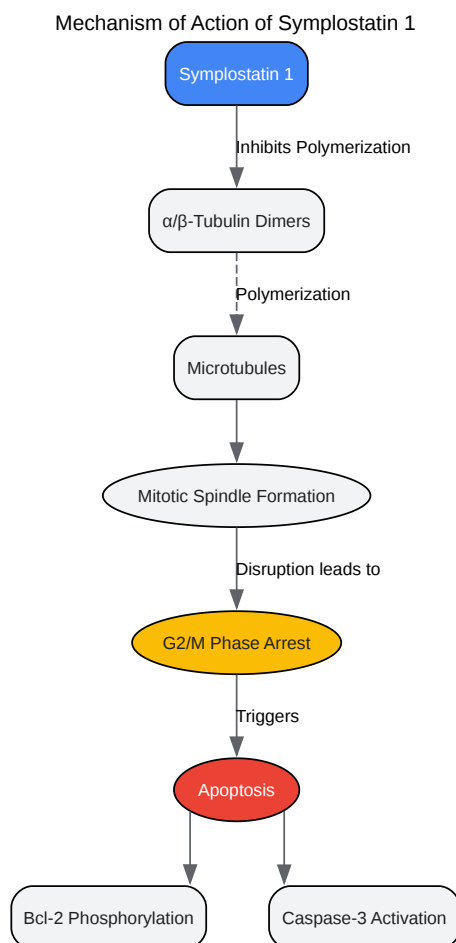 Mechanism of Action of Symplostatin 1
Symplostatin 1
Inhibits Polymerization
α/β-Tubulin Dimers
Polymerization
Microtubules
Mitotic Spindle Formation
Disruption leads to
G2/M Phase Arrest
Triggers
Apoptosis
Bcl-2 Phosphorylation
Caspase-3 Activation